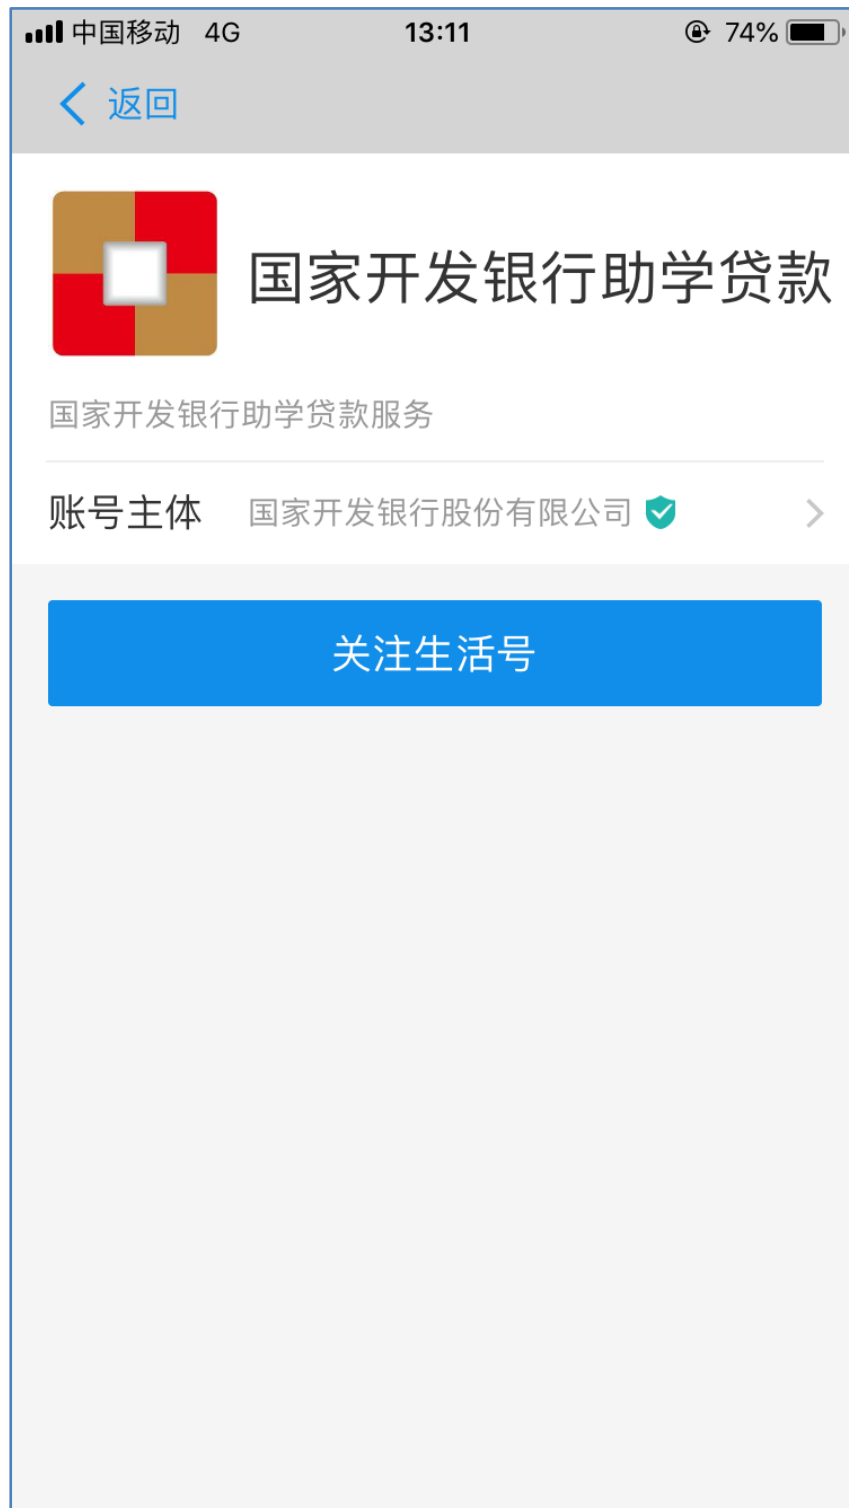 中国移动 4G 13:11 74%
返回
国家开发银行助学贷款
国家开发银行助学贷款服务
账号主体 国家开发银行股份有限公司
关注生活号